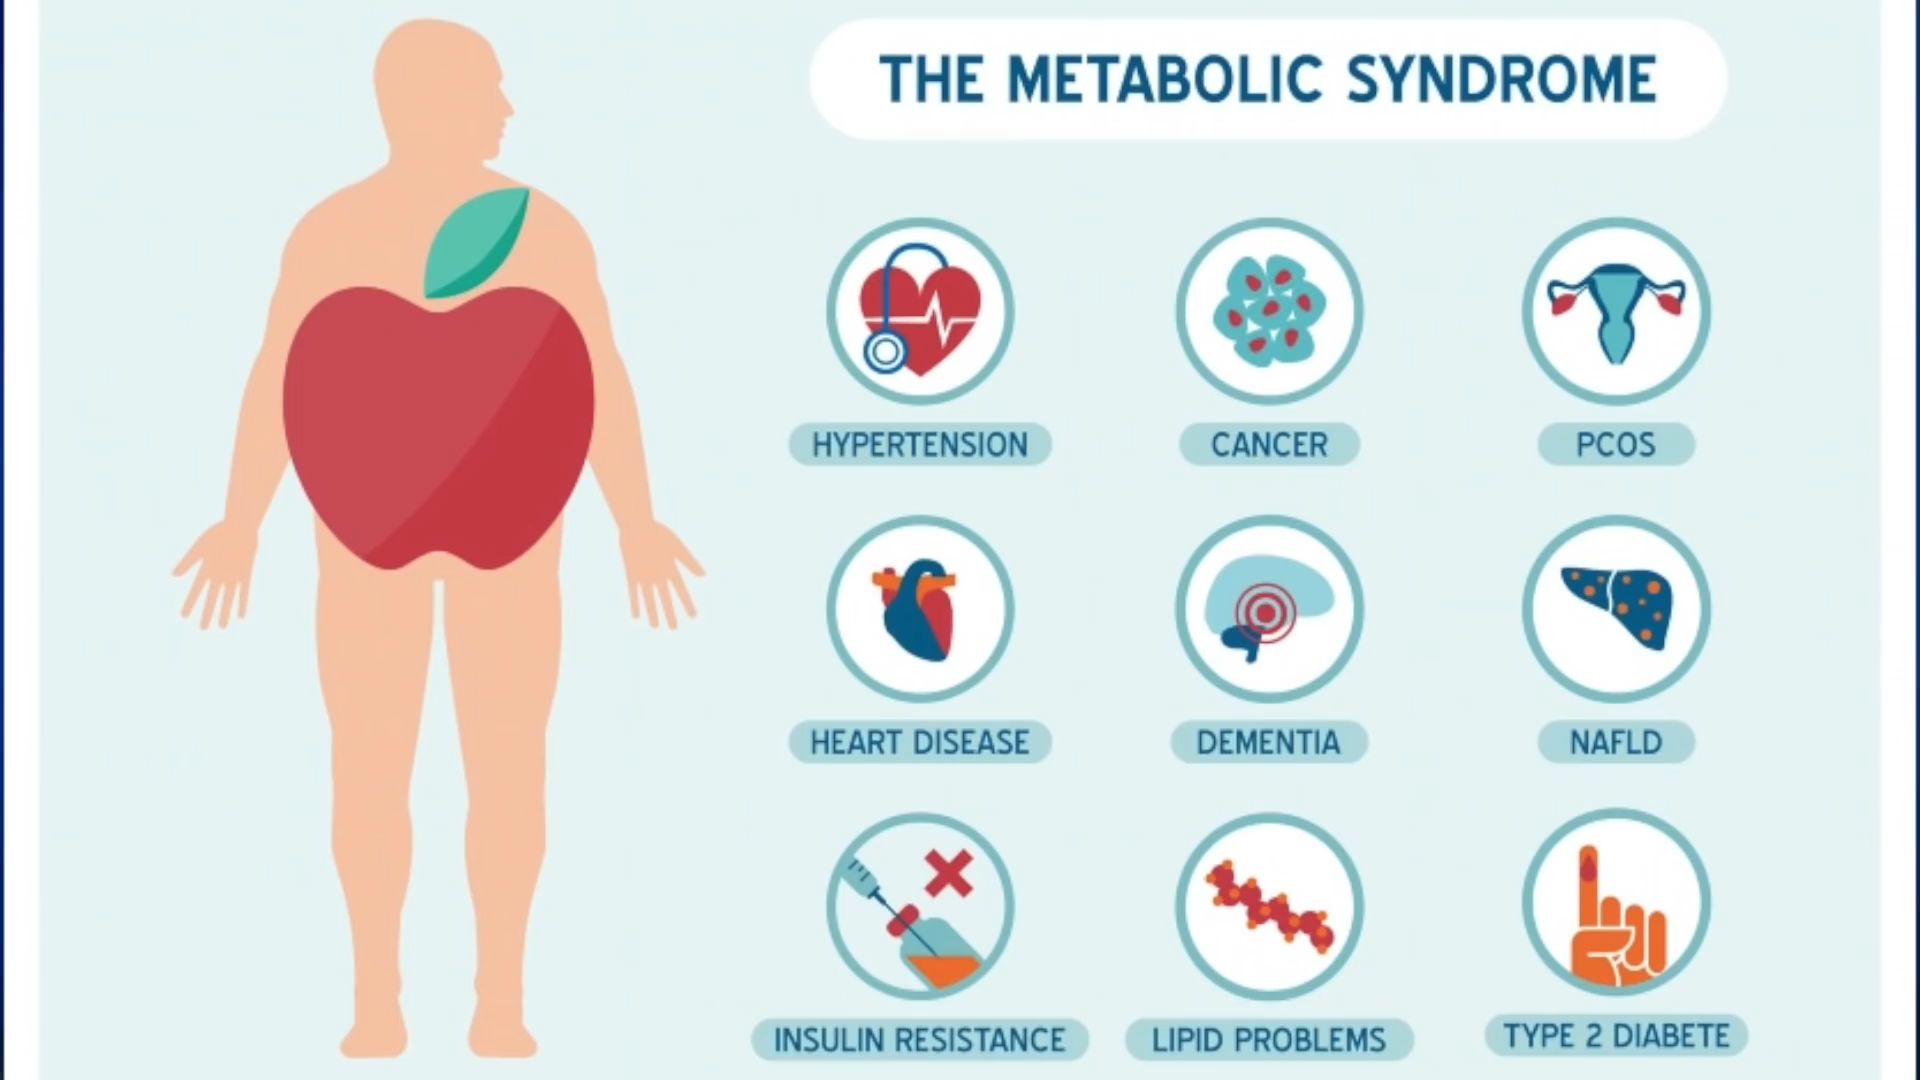 THE METABOLIC SYNDROME
HYPERTENSION
CANCER
PCOS
HEART DISEASE
DEMENTIA
NAFLD
INSULIN RESISTANCE
LIPID PROBLEMS
TYPE 2 DIABETE